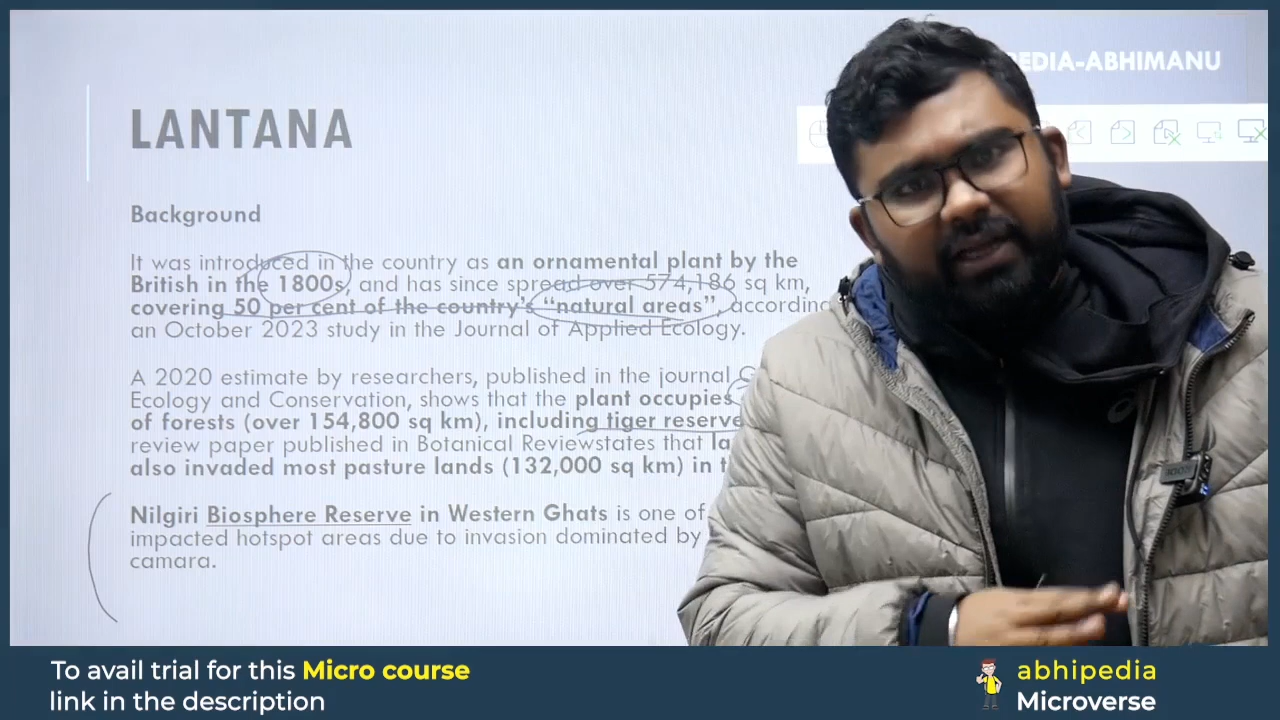 PEDIA-ABHIMANU
LANTANA
Background
It was introduced in the country as an ornamental plant by the
British in the 1800s, and has since spread over 574,186 sq km,
covering 50 per cent of the country's “natural areas”, according
an October 2023 study in the Journal of Applied Ecology.
A 2020 estimate by researchers, published in the journal
Ecology and Conservation, shows that the plant occupies
of forests (over 154,800 sq km), including tiger reserve
review paper published in Botanical Reviewstates that
also invaded most pasture lands (132,000 sq km) in
Nilgiri Biosphere Reserve in Western Ghats is one of
impacted hotspot areas due to invasion dominated by
camara.
To avail trial for this Micro course
link in the description
abhipedia
Microverse